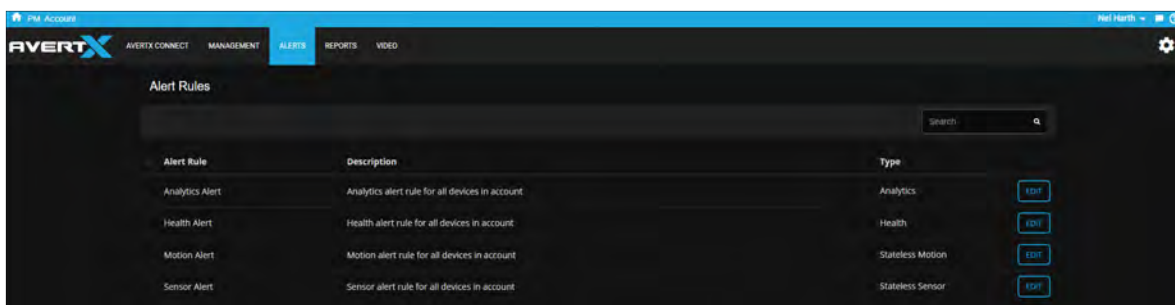 PM Account
Nel Harth
AVERTX
AVERTX CONNECT MANAGEMENT ALERTS REPORTS VIDEO
Alert Rules
Search
Alert Rule Description Type
Analytics Alert Analytics alert rule for all devices in account Analytics EDIT
Health Alert Health alert rule for all devices in account Health EDIT
Motion Alert Motion alert rule for all devices in account Stateless Motion EDIT
Sensor Alert Sensor alert rule for all devices in account Stateless Sensor EDIT